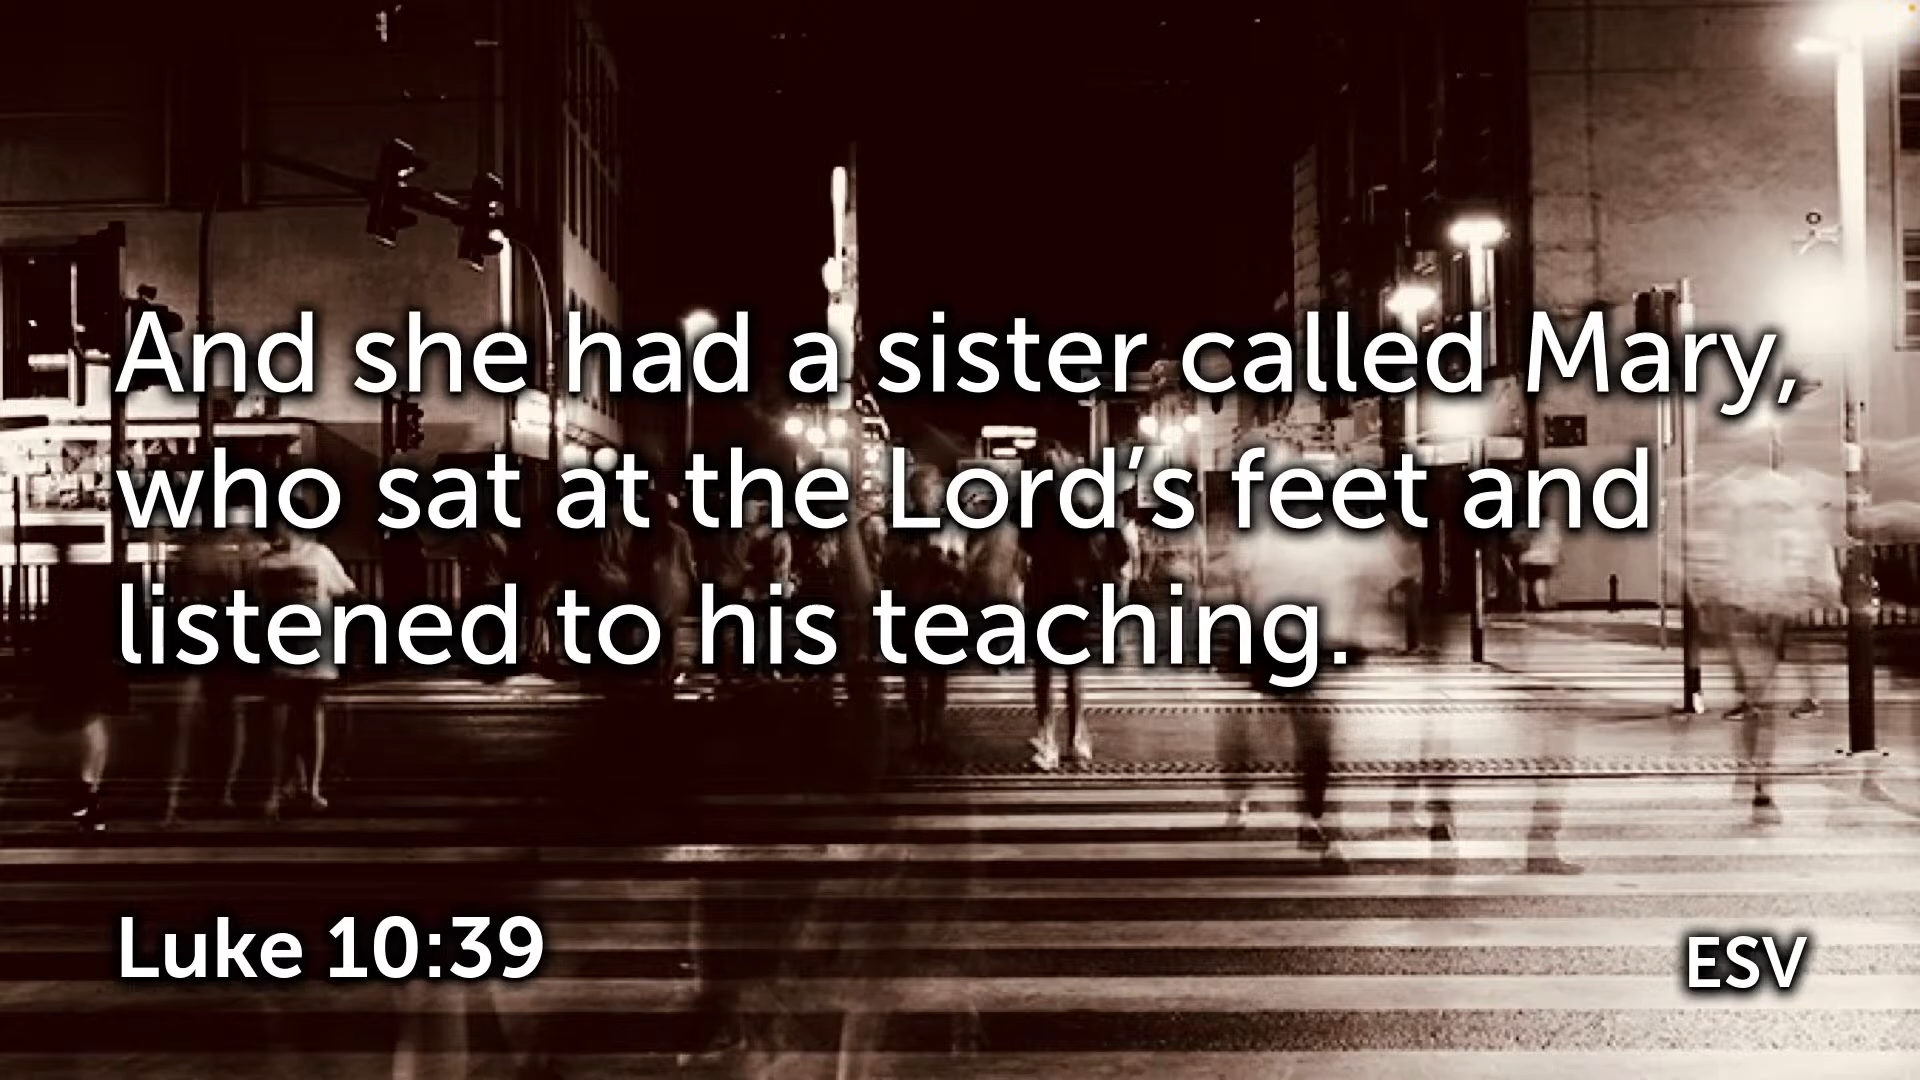 And she had a sister called Mary,
who sat at the Lord’s feet and
listened to his teaching.
Luke 10:39
ESV